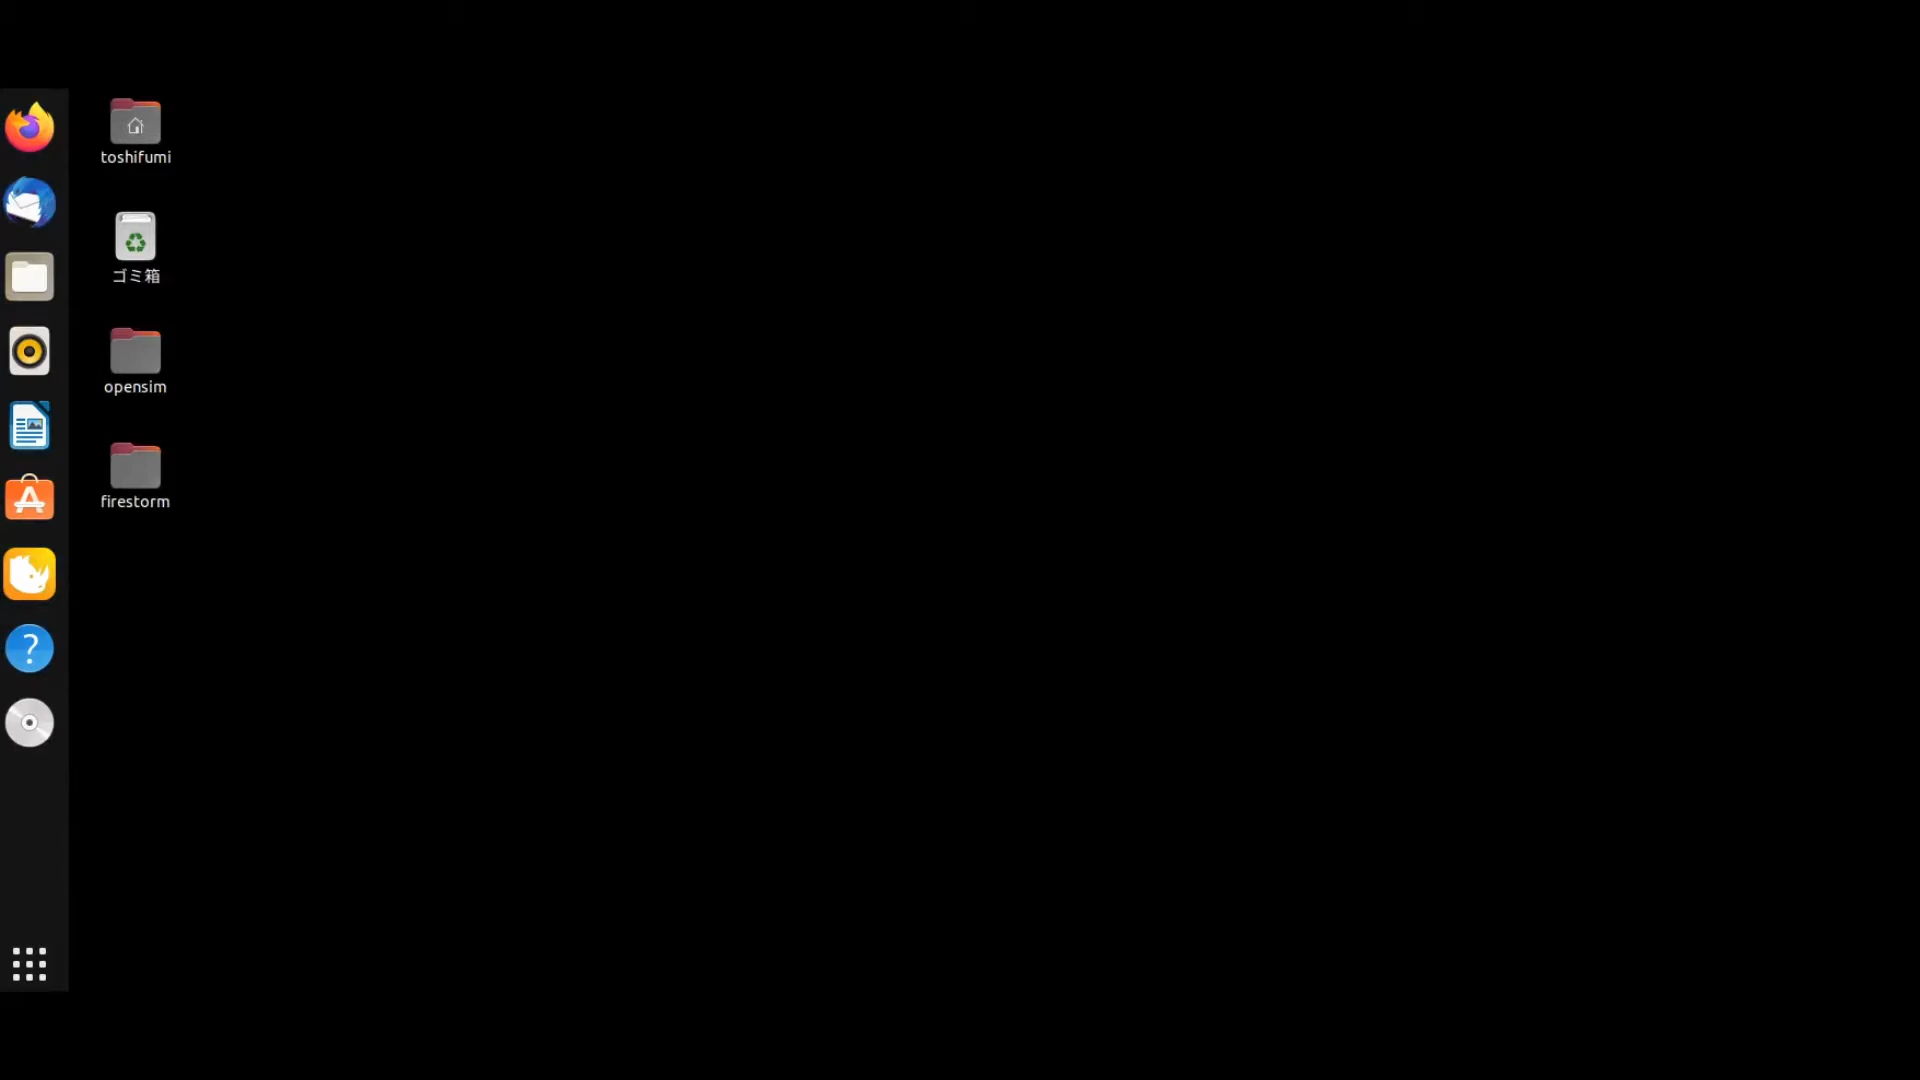 toshifumi
ゴミ箱
opensim
firestorm